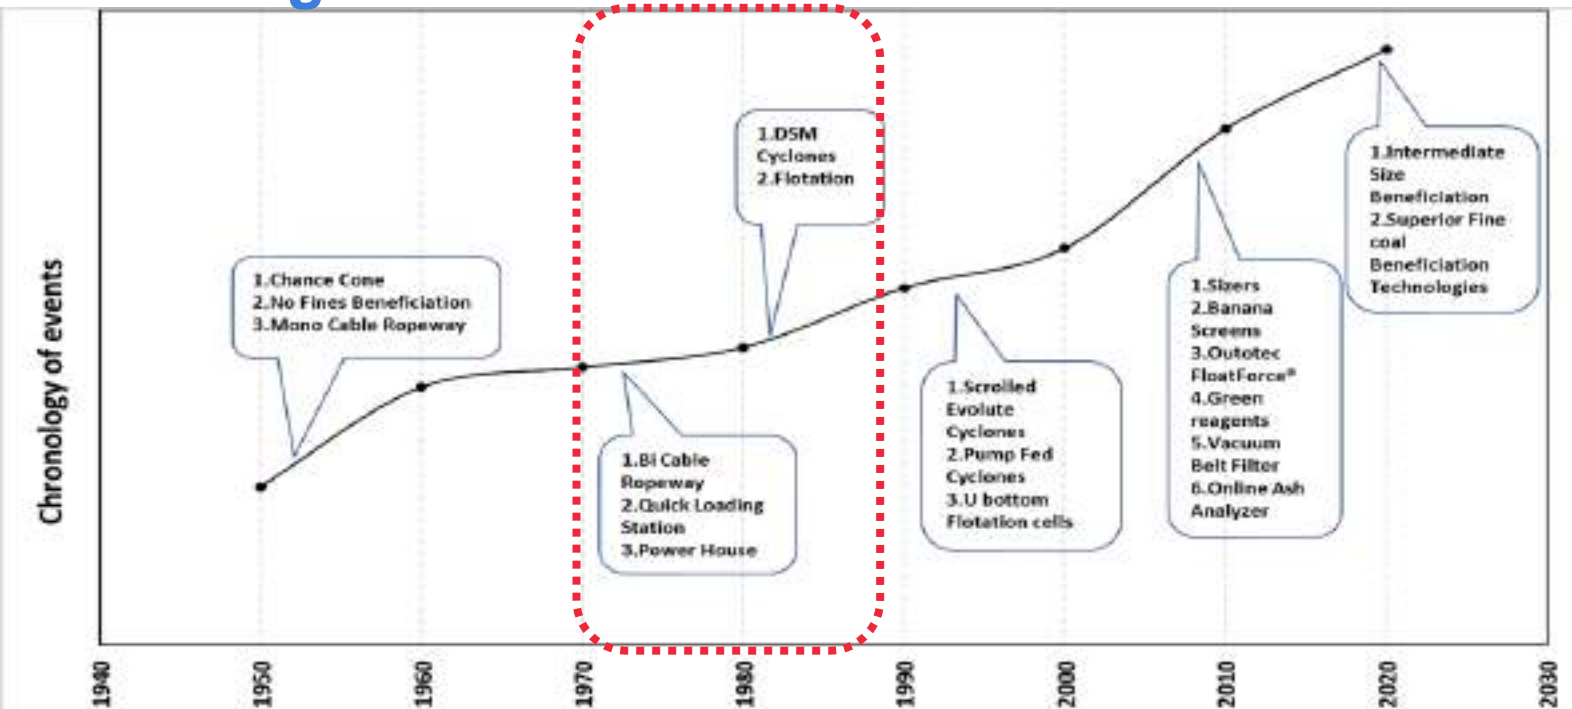 1.Chance Cone
2.No Fines Beneficiation
3.Mono Cable Ropeway
1.Bi Cable
Ropeway
2.Quick Loading
Station
3.Power House
1.DSM
Cyclones
2.Flotation
1.Scrolled
Evolute
Cyclones
2.Pump Fed
Cyclones
3.U bottom
Flotation cells
1.Sizers
2.Banana
Screens
3.Outotec
FloatForce®
4.Green
reagents
5.Vacuum
Belt Filter
6.Online Ash
Analyzer
1.Intermediate
Size
Beneficiation
2.Superior Fine
coal
Beneficiation
Technologies
Chronology of events
1940
1950
1960
1970
1980
1990
2000
2010
2020
2030